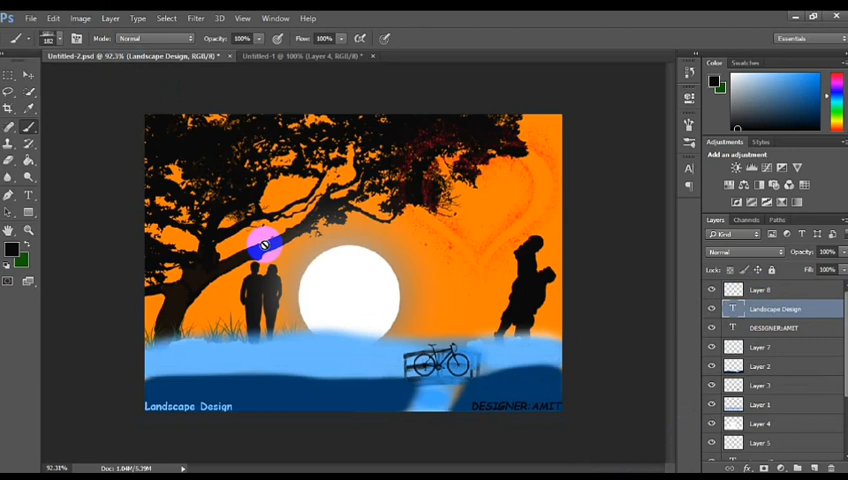 Ps File Edit Image Layer Type Select Filter 3D View Window Help
182 Mode: Normal Opacity: 100% Flow: 100% Essentials
Untitled-2.psd @ 92.3% (Landscape Design, RGB/8) * × Untitled-1 @ 100% (Layer 4, RGB/8) * ×
Color Swatches
Adjustments Styles
Add an adjustment
Layers Channels Paths
Kind
Normal Opacity: 100%
Lock: Fill: 100%
Layer 8
Landscape Design
DESIGNER:AMIT
Layer 7
Layer 2
Layer 3
Layer 1
Layer 4
Layer 5
Landscape Design DESIGNER:AMIT
92.31% Doc: 1.04M/5.39M